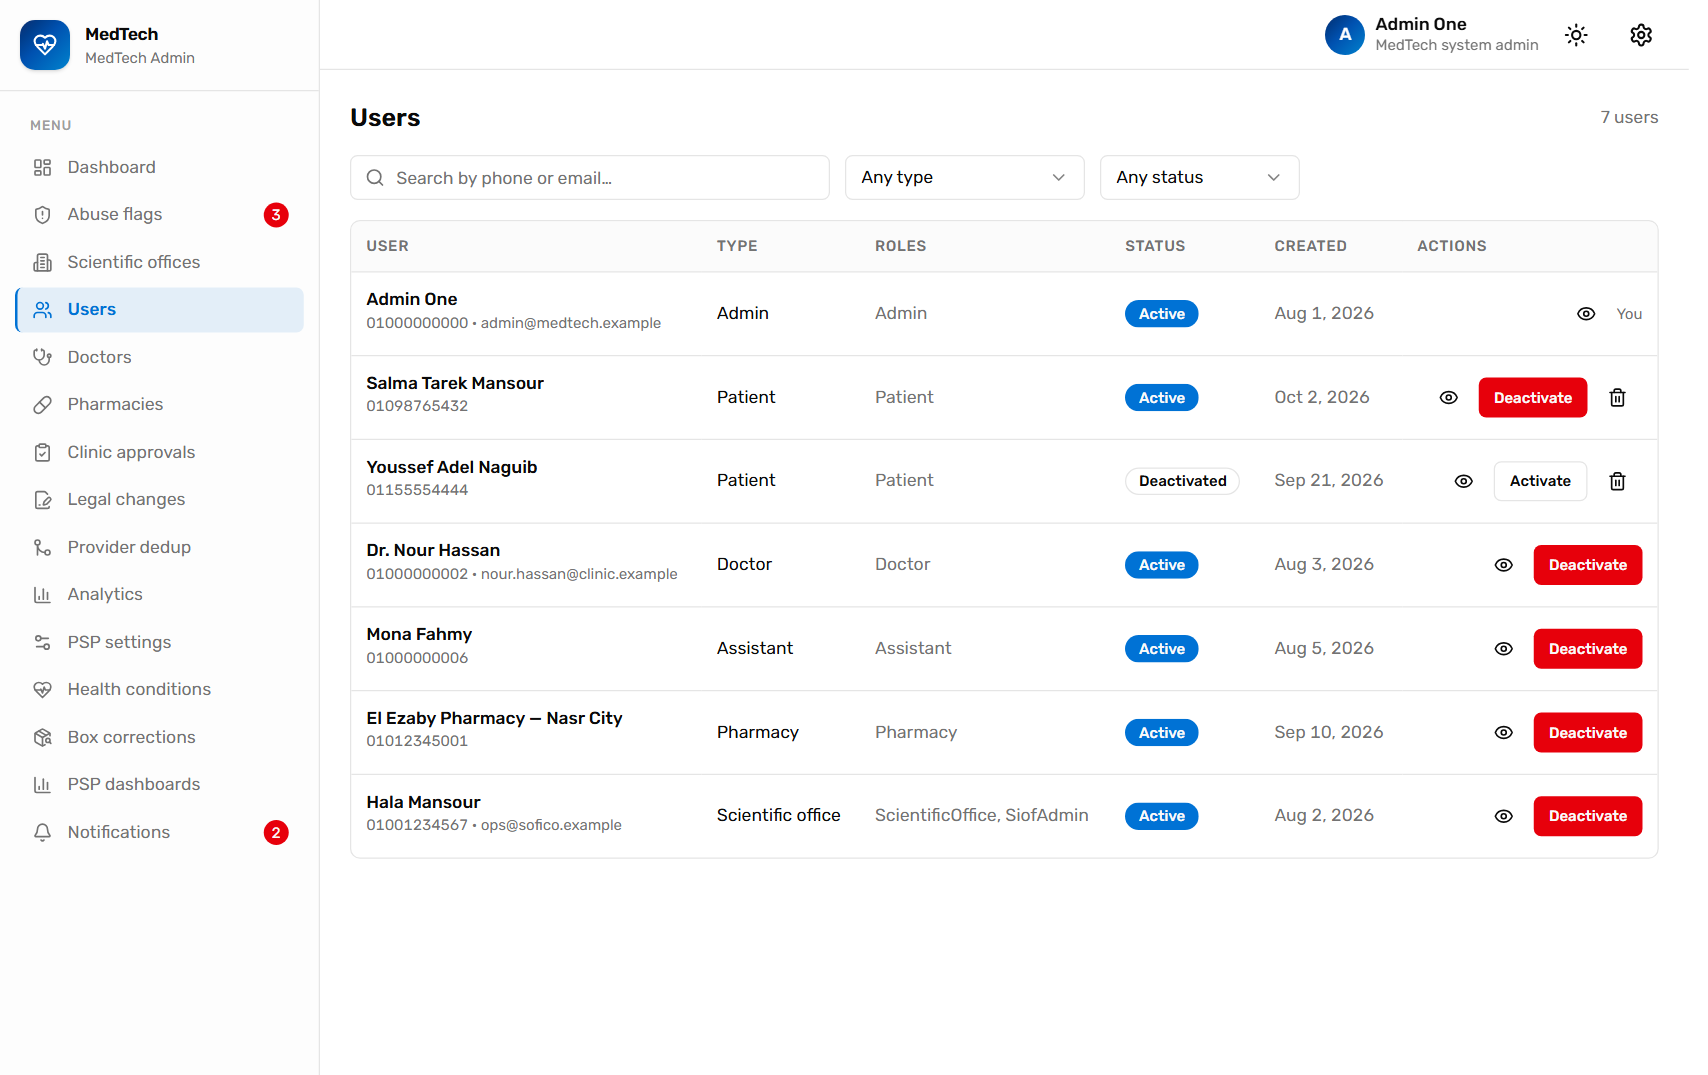 MedTech
MedTech Admin
MENU
Dashboard
Abuse flags 3
Scientific offices
Users
Doctors
Pharmacies
Clinic approvals
Legal changes
Provider dedup
Analytics
PSP settings
Health conditions
Box corrections
PSP dashboards
Notifications 2
A
Admin One
MedTech system admin
Users
7 users
Search by phone or email...
Any type
Any status
USER TYPE ROLES STATUS CREATED ACTIONS
Admin One
01000000000 • admin@medtech.example
Admin Admin Active Aug 1, 2026 You
Salma Tarek Mansour
01098765432
Patient Patient Active Oct 2, 2026 Deactivate
Youssef Adel Naguib
01155554444
Patient Patient Deactivated Sep 21, 2026 Activate
Dr. Nour Hassan
01000000002 • nour.hassan@clinic.example
Doctor Doctor Active Aug 3, 2026 Deactivate
Mona Fahmy
01000000006
Assistant Assistant Active Aug 5, 2026 Deactivate
El Ezaby Pharmacy — Nasr City
01012345001
Pharmacy Pharmacy Active Sep 10, 2026 Deactivate
Hala Mansour
01001234567 • ops@sofico.example
Scientific office ScientificOffice, SiofAdmin Active Aug 2, 2026 Deactivate